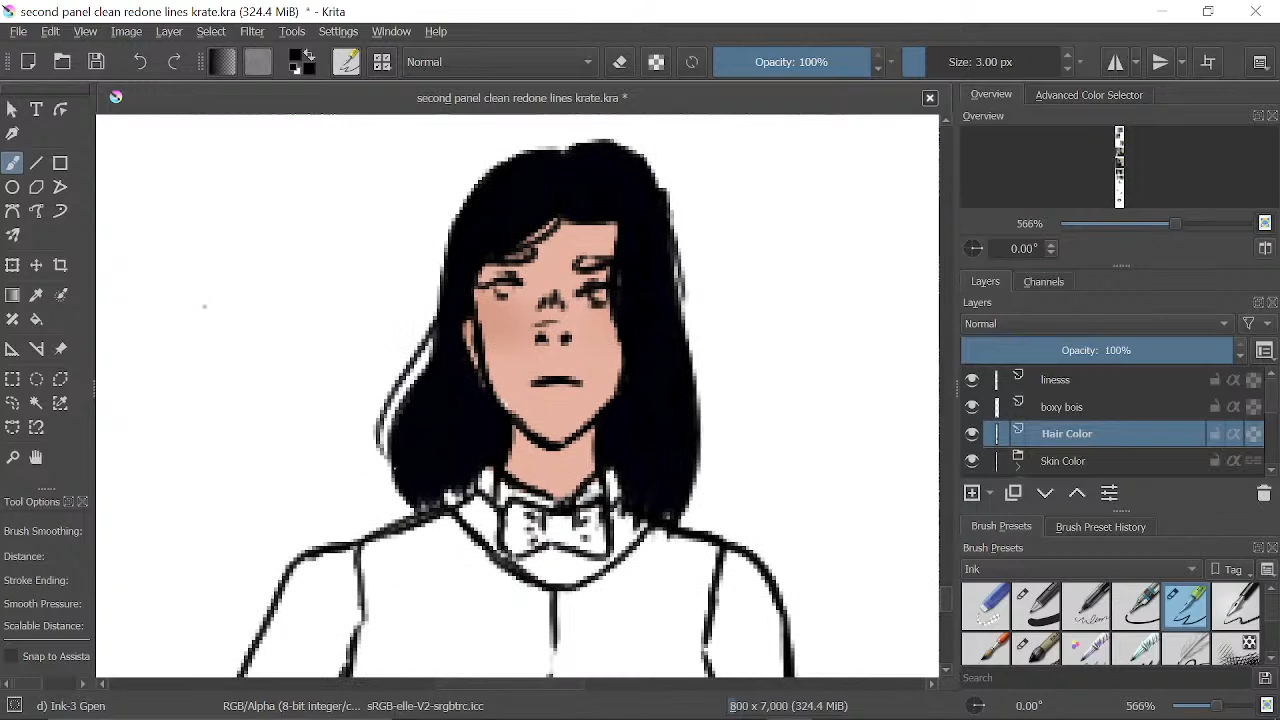 second panel clean redone lines krate.kra (324.4 MiB) * - Krita
File Edit View Image Layer Select Filter Tools Settings Window Help
Normal Opacity: 100% Size: 3.00 px
second panel clean redone lines krate.kra *
Overview Advanced Color Selector
Overview
566%
0.00°
Layers Channels
Layers
Normal
Opacity: 100%
linesss
boxy bois
Hair Color
Skin Color
Tool Options
Brush Smoothing:
Distance:
Stroke Ending:
Smooth Pressure:
Scalable Distance:
Snap to Assista
Brush Presets Brush Preset History
Brush Presets
Ink Tag
Search
d) Ink-3 Gpen RGB/Alpha (8-bit integer/c... sRGB-elle-V2-srgbtrc.icc 800 x 7,000 (324.4 MiB) 0.00° 566%